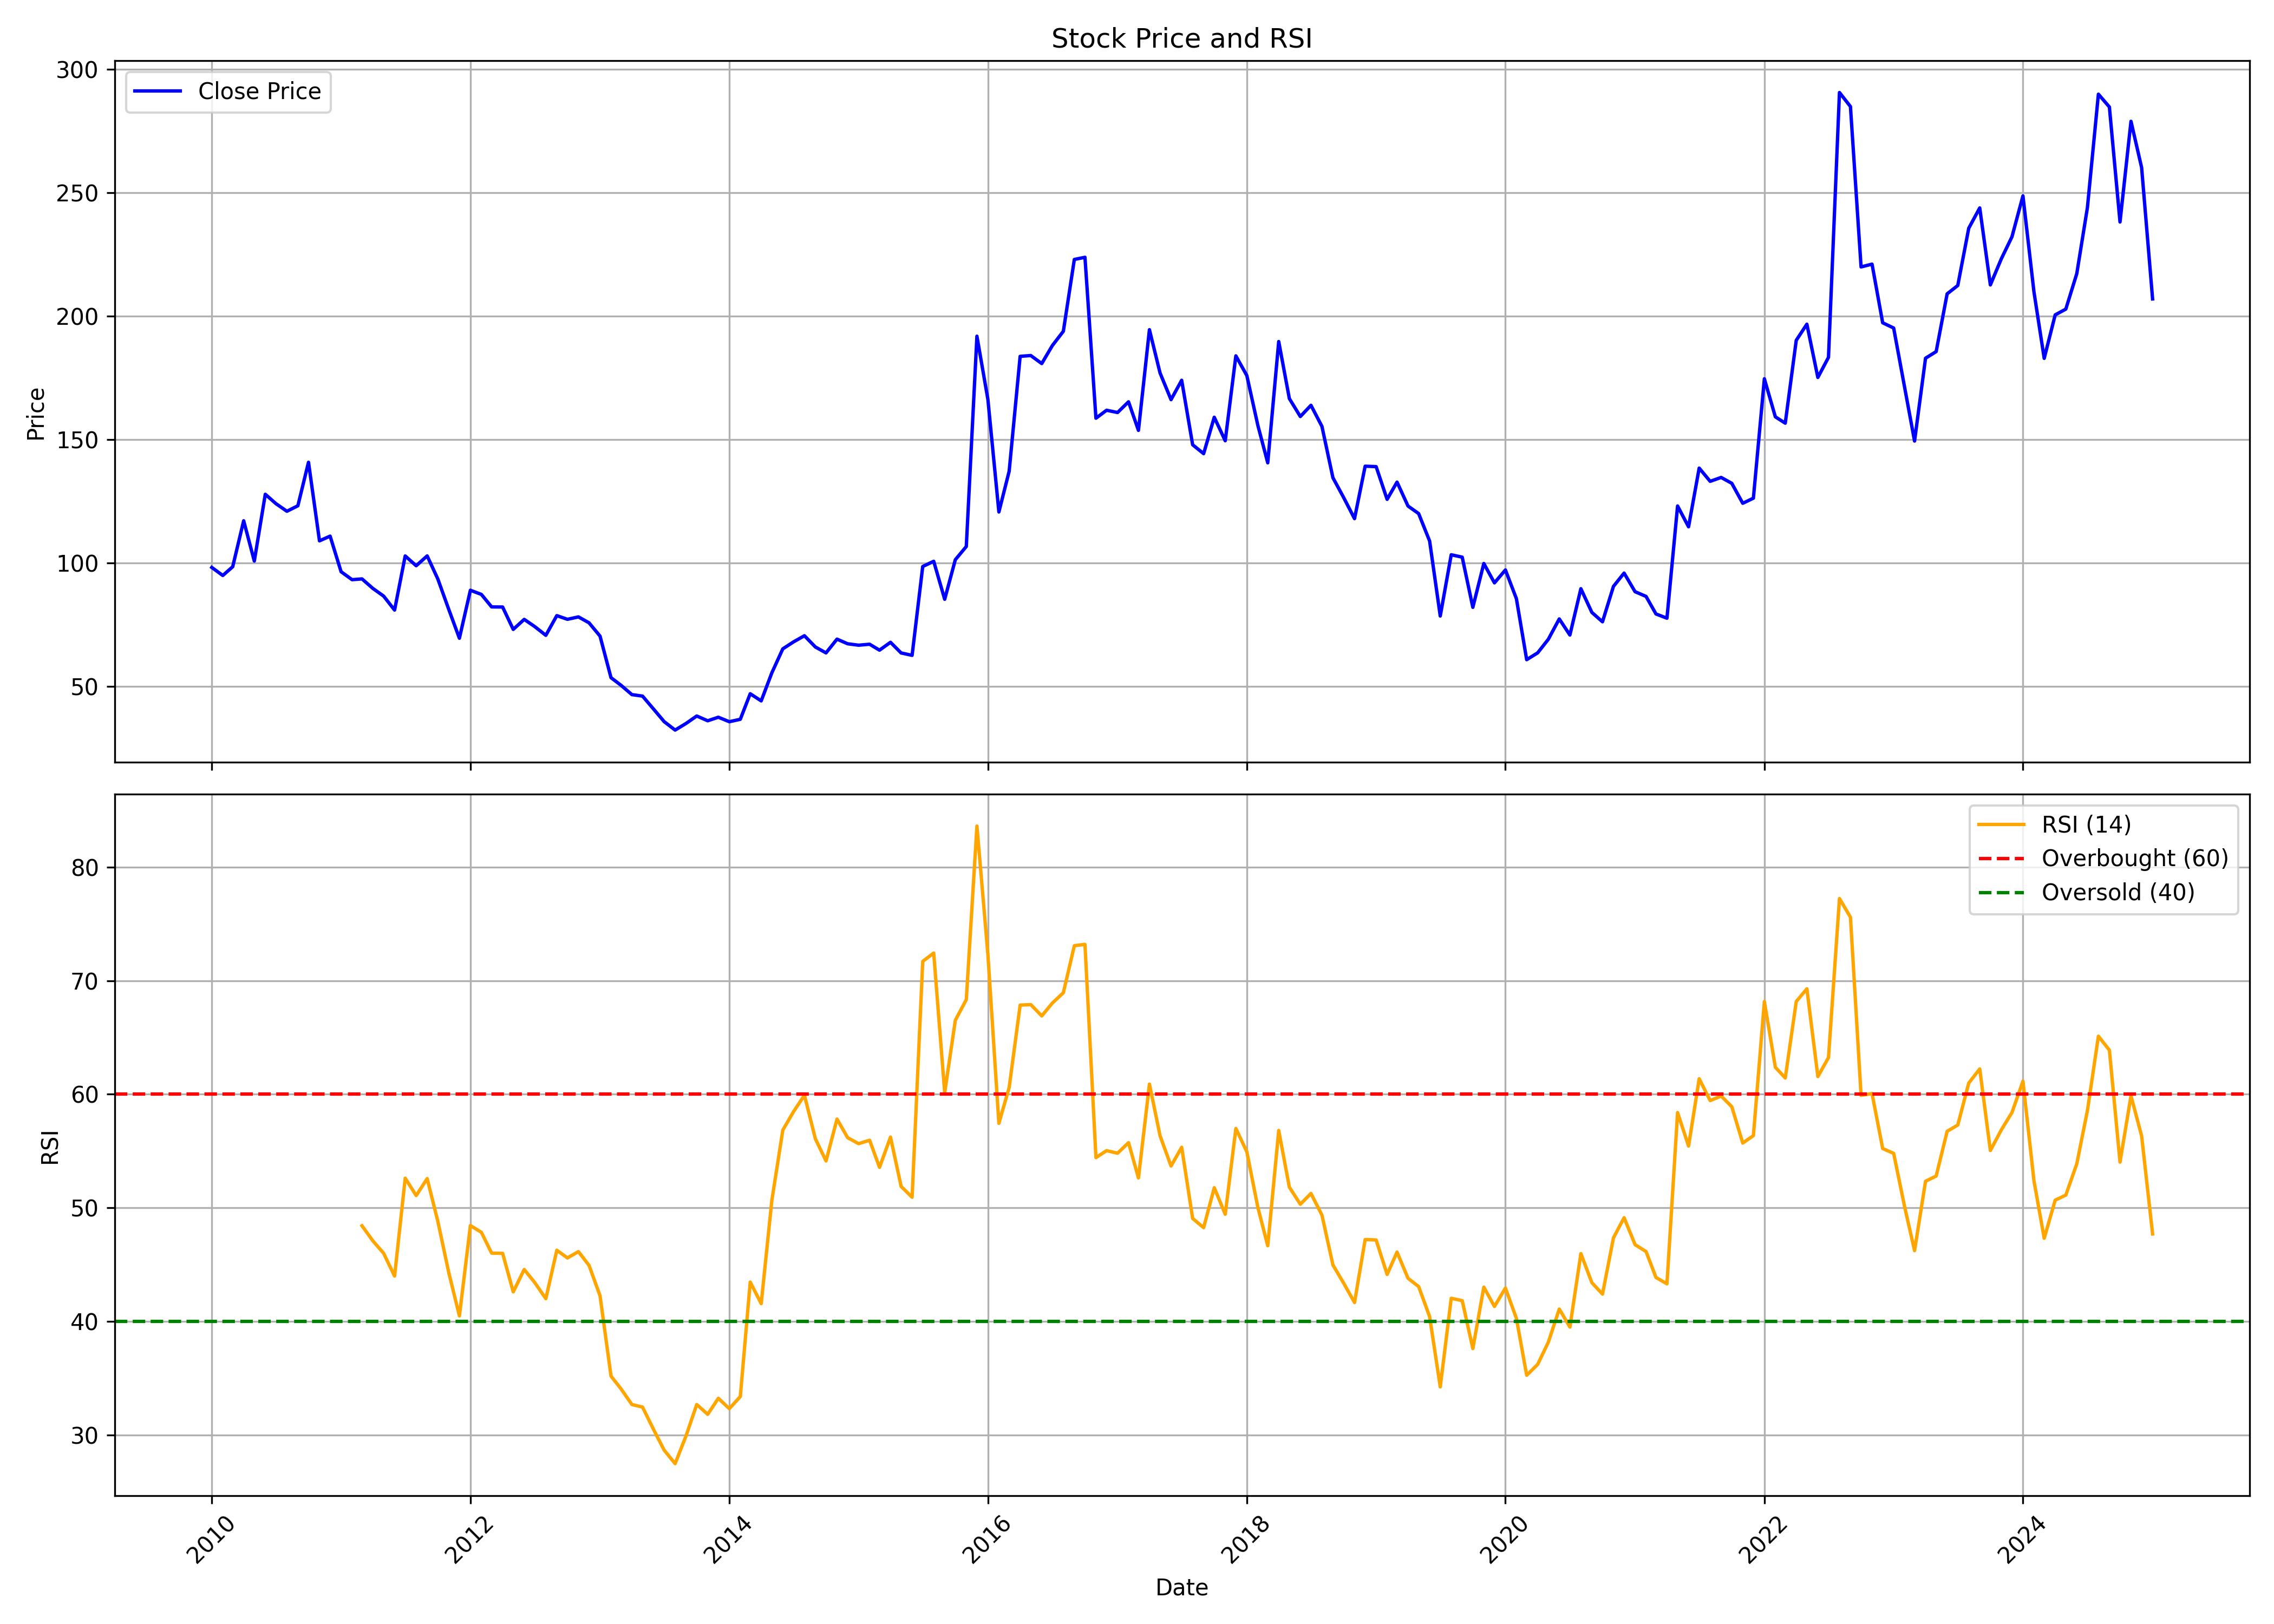 Stock Price and RSI
300
250
200
150
100
50
Price
Close Price
80
70
60
50
40
30
RSI
RSI (14)
Overbought (60)
Oversold (40)
2010
2012
2014
2016
2018
2020
2022
2024
Date